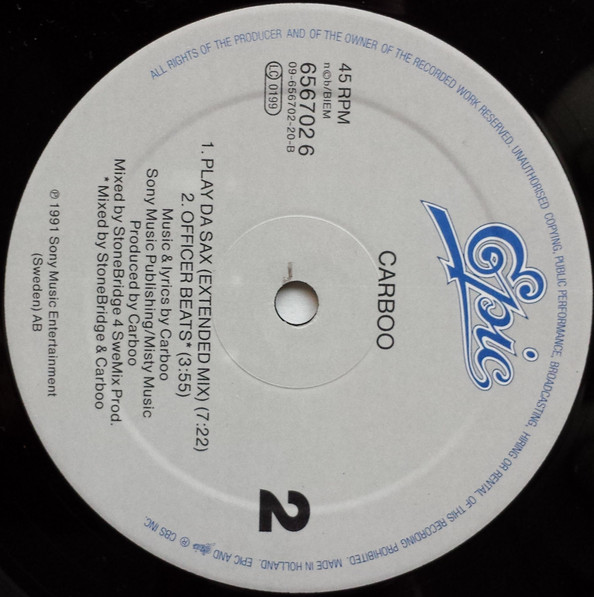 ALL RIGHTS OF THE PRODUCER AND OF THE OWNER OF THE RECORDED WORK RESERVED. UNAUTHORISED COPYING, PUBLIC PERFORMANCE, BROADCASTING, HIRING OR RENTAL OF THIS RECORDING PROHIBITED. MADE IN HOLLAND. EPIC AND Epic ® CBS INC.
Epic
CARBOO
45 RPM
656702 6
n©b/BIEM
09-656702-20-B
LC 0199
2
1. PLAY DA SAX (EXTENDED MIX) (7:22)
2. OFFICER BEATS* (3:55)
Music & lyrics by Carboo
Sony Music Publishing/Misty Music
Produced by Carboo
Mixed by StoneBridge 4 SweMix Prod.
*Mixed by StoneBridge & Carboo
℗ 1991 Sony Music Entertainment
(Sweden) AB